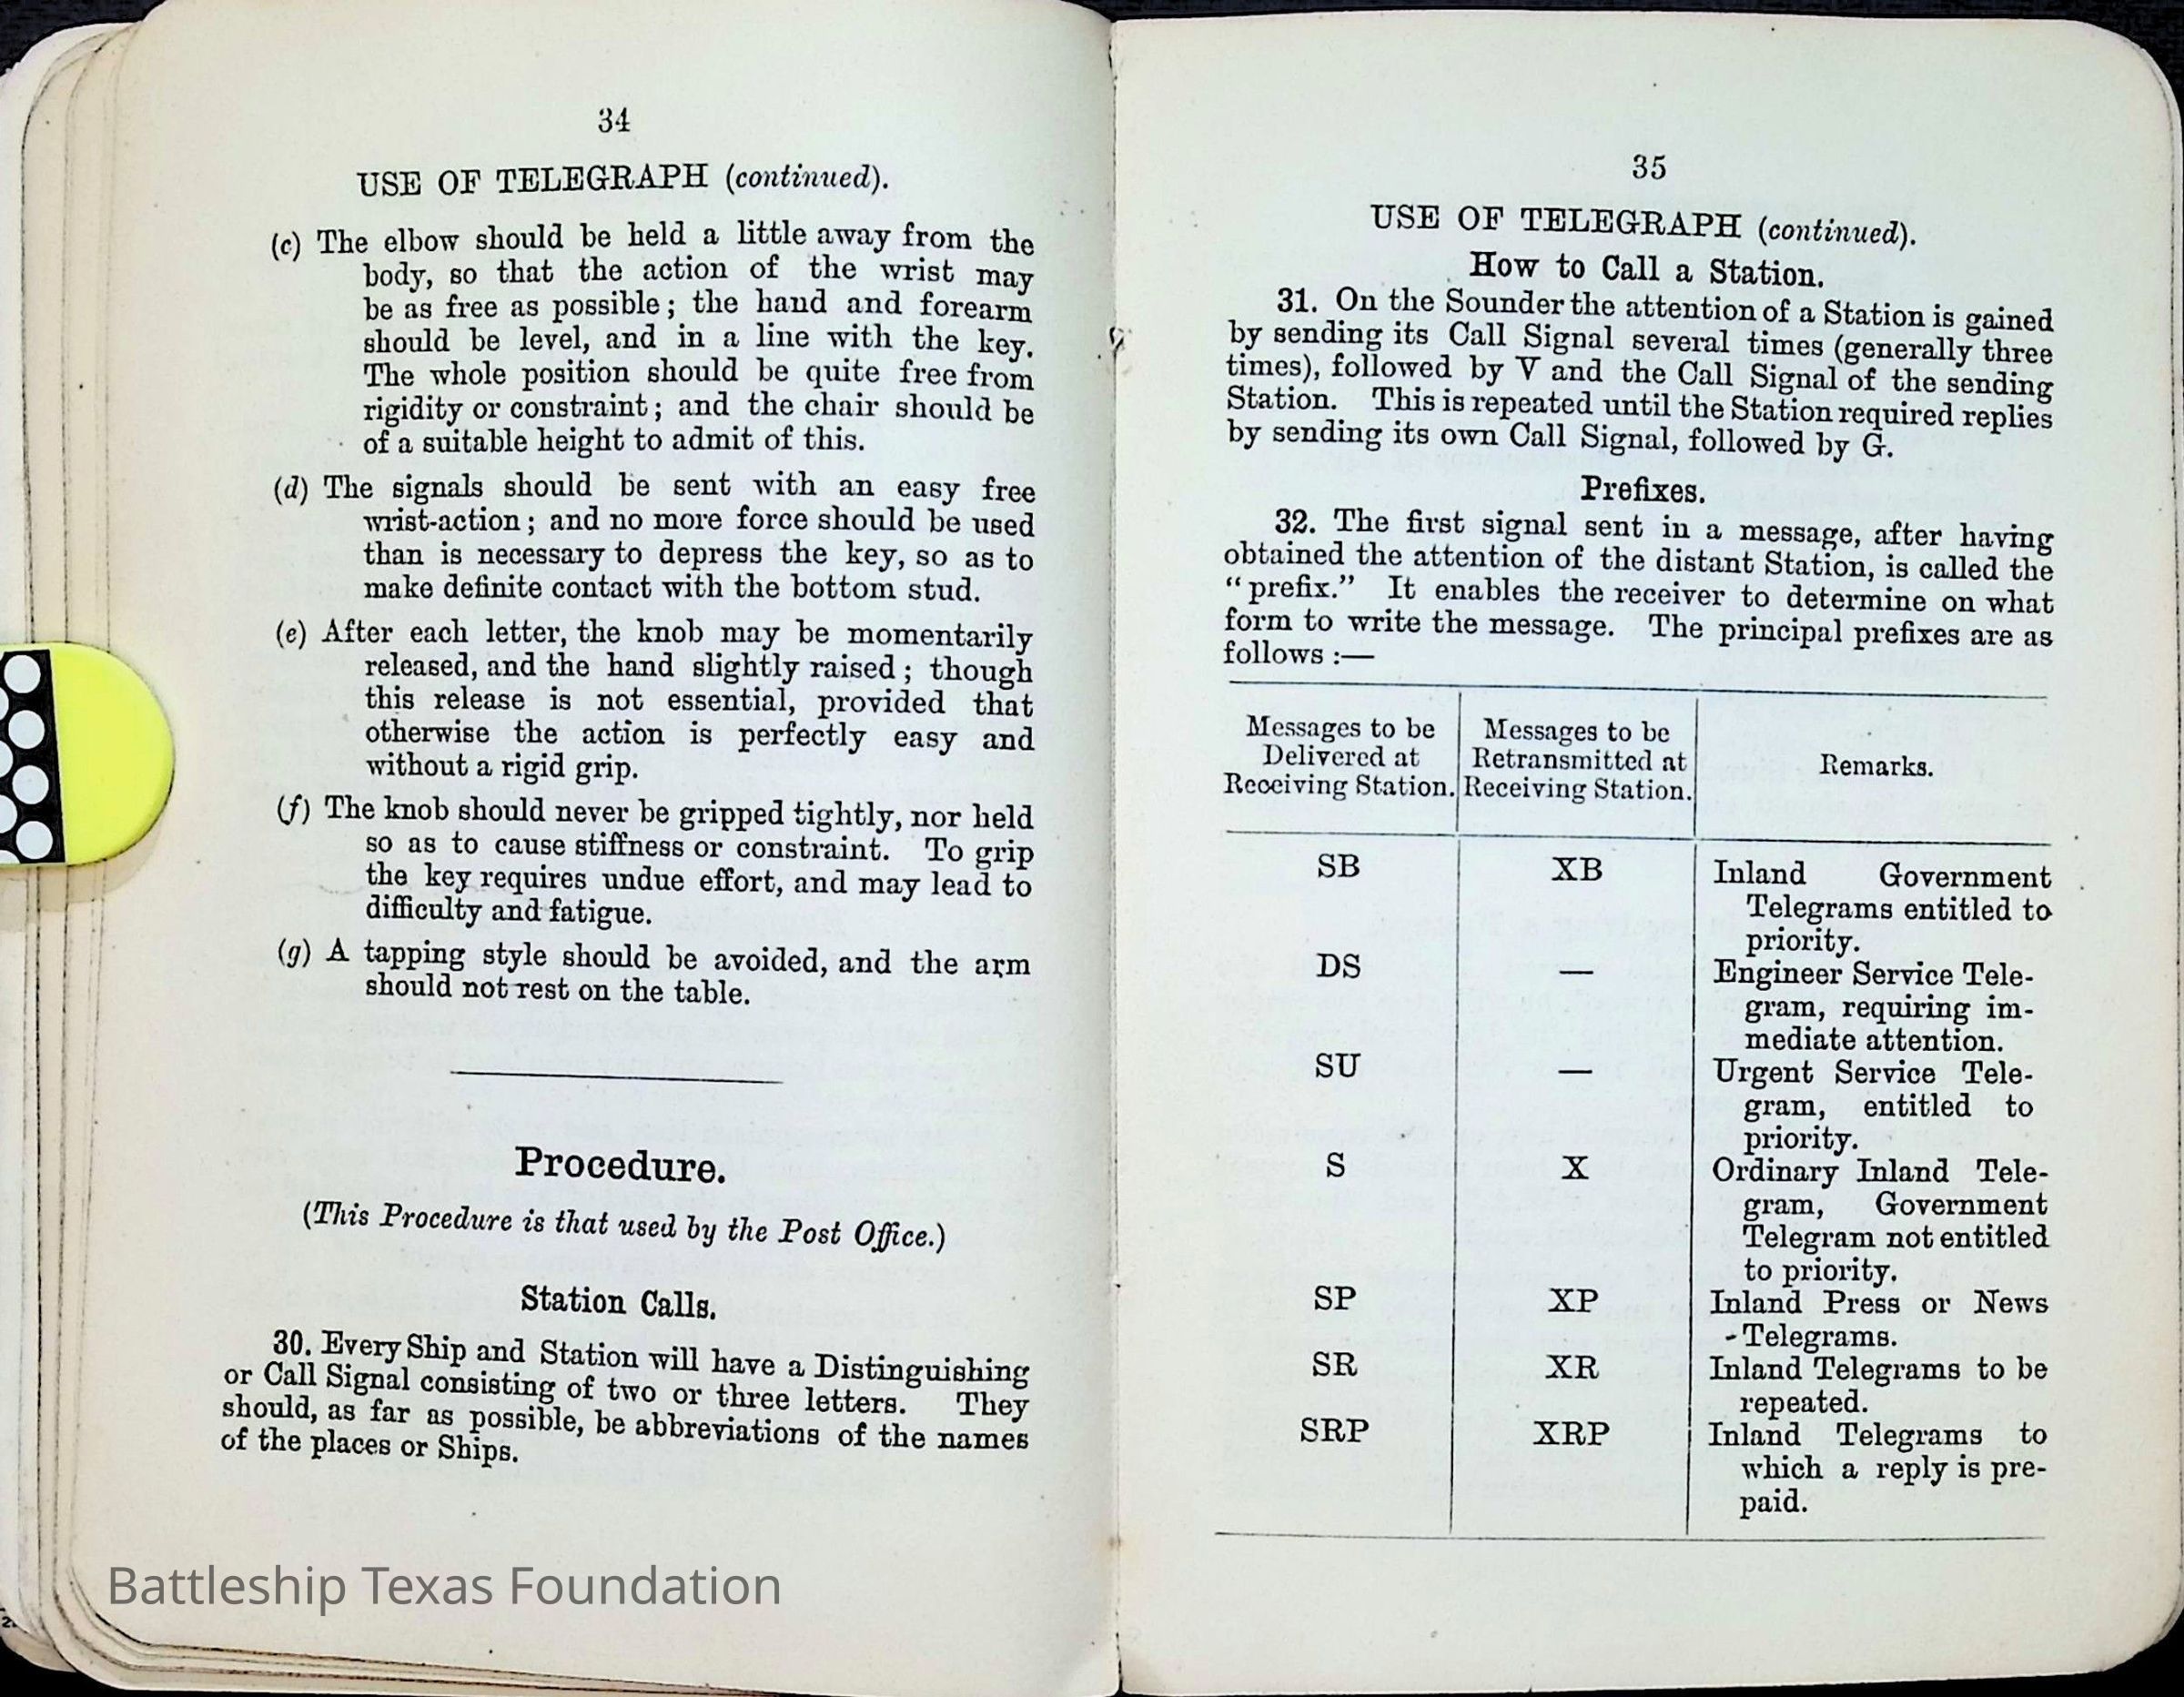 34
USE OF TELEGRAPH (continued).
(c) The elbow should be held a little away from the
body, so that the action of the wrist may
be as free as possible; the hand and forearm
should be level, and in a line with the key.
The whole position should be quite free from
rigidity or constraint; and the chair should be
of a suitable height to admit of this.
(d) The signals should be sent with an easy free
wrist-action; and no more force should be used
than is necessary to depress the key, so as to
make definite contact with the bottom stud.
(e) After each letter, the knob may be momentarily
released, and the hand slightly raised; though
this release is not essential, provided that
otherwise the action is perfectly easy and
without a rigid grip.
(f) The knob should never be gripped tightly, nor held
so as to cause stiffness or constraint. To grip
the key requires undue effort, and may lead to
difficulty and fatigue.
(g) A tapping style should be avoided, and the arm
should not rest on the table.
Procedure.
(This Procedure is that used by the Post Office.)
Station Calls.
30. Every Ship and Station will have a Distinguishing
or Call Signal consisting of two or three letters. They
should, as far as possible, be abbreviations of the names
of the places or Ships.
35
USE OF TELEGRAPH (continued).
How to Call a Station.
31. On the Sounder the attention of a Station is gained
by sending its Call Signal several times (generally three
times), followed by V and the Call Signal of the sending
Station. This is repeated until the Station required replies
by sending its own Call Signal, followed by G.
Prefixes.
32. The first signal sent in a message, after having
obtained the attention of the distant Station, is called the
"prefix." It enables the receiver to determine on what
form to write the message. The principal prefixes are as
follows :—
Messages to be
Delivered at
Receiving Station.
Messages to be
Retransmitted at
Receiving Station.
Remarks.
SB XB Inland Government
Telegrams entitled to
priority.
DS — Engineer Service Tele-
gram, requiring im-
mediate attention.
SU — Urgent Service Tele-
gram, entitled to
priority.
S X Ordinary Inland Tele-
gram, Government
Telegram not entitled
to priority.
SP XP Inland Press or News
Telegrams.
SR XR Inland Telegrams to be
repeated.
SRP XRP Inland Telegrams to
which a reply is pre-
paid.
Battleship Texas Foundation